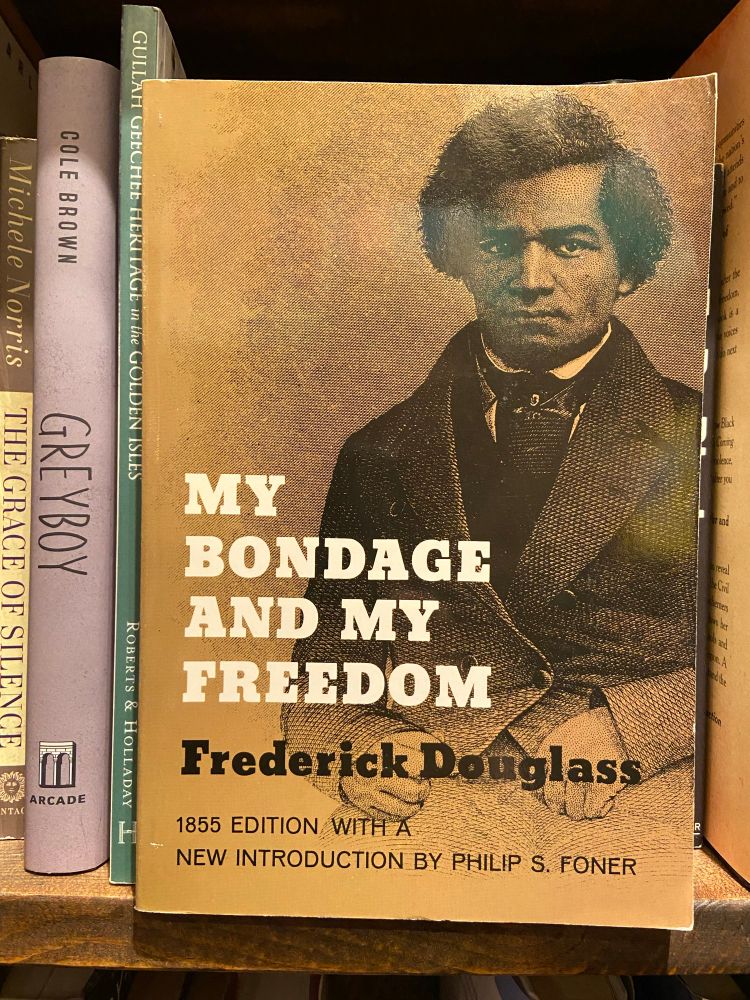 Michele Norris
THE GRACE OF SILENCE
COLE BROWN
GREYBOY
ARCADE
GULLAH GEECHEE HERITAGE in the GOLDEN ISLES
ROBERTS & HOLLADAY
MY
BONDAGE
AND MY
FREEDOM
Frederick Douglass
1855 EDITION WITH A
NEW INTRODUCTION BY PHILIP S. FONER